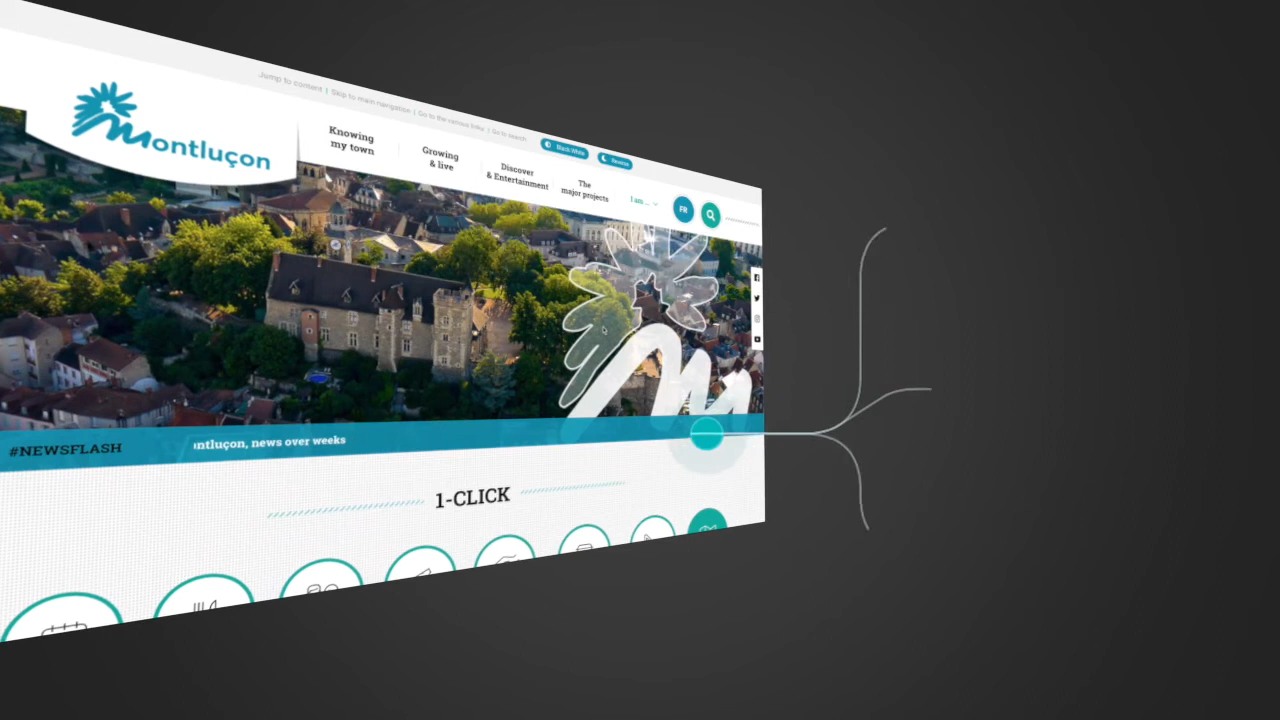 Jump to content | Skip to main navigation | Go to the various links | Go to search
Black White
Reverse
Montluçon
Knowing
my town
Growing
& live
Discover
& Entertainment
The
major projects
I am ...
FR
#NEWSFLASH
ntluçon, news over weeks
1-CLICK